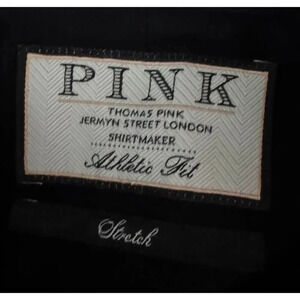 PINK
THOMAS PINK
JERMYN STREET LONDON
SHIRTMAKER
Athletic Fit
Stretch